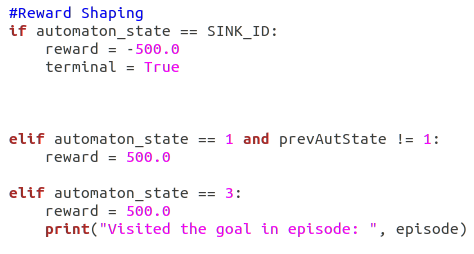 #Reward Shaping
if automaton_state == SINK_ID:
    reward = -500.0
    terminal = True
elif automaton_state == 1 and prevAutState != 1:
    reward = 500.0
elif automaton_state == 3:
    reward = 500.0
    print("Visited the goal in episode: ", episode)